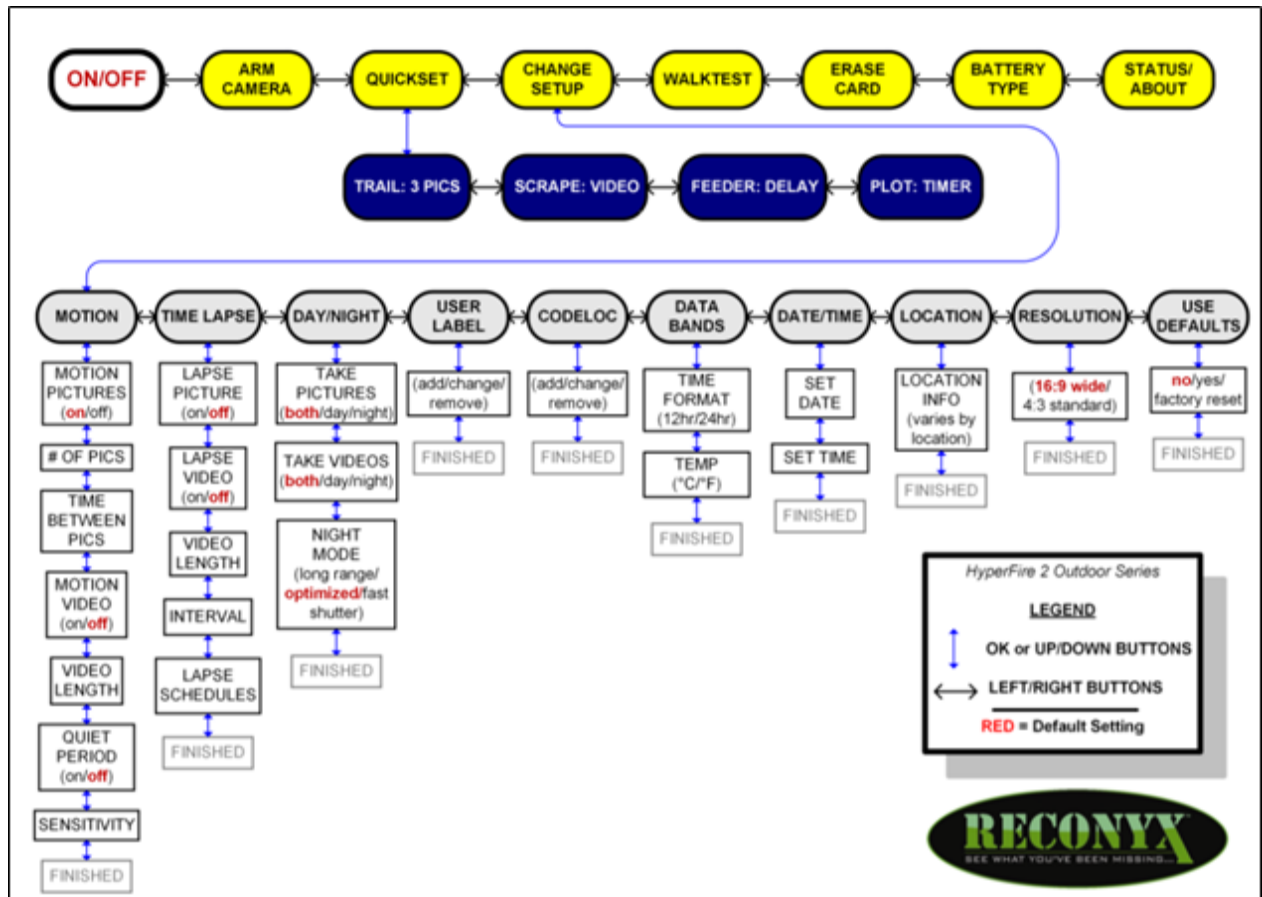 ON/OFF
ARM
CAMERA
QUICKSET
CHANGE
SETUP
WALKTEST
ERASE
CARD
BATTERY
TYPE
STATUS/
ABOUT
TRAIL: 3 PICS
SCRAPE: VIDEO
FEEDER: DELAY
PLOT: TIMER
MOTION
TIME LAPSE
DAY/NIGHT
USER
LABEL
CODELOC
DATA
BANDS
DATE/TIME
LOCATION
RESOLUTION
USE
DEFAULTS
MOTION
PICTURES
(on/off)
# OF PICS
TIME
BETWEEN
PICS
MOTION
VIDEO
(on/off)
VIDEO
LENGTH
QUIET
PERIOD
(on/off)
SENSITIVITY
FINISHED
LAPSE
PICTURE
(on/off)
LAPSE
VIDEO
(on/off)
VIDEO
LENGTH
INTERVAL
LAPSE
SCHEDULES
FINISHED
TAKE
PICTURES
(both/day/night)
TAKE VIDEOS
(both/day/night)
NIGHT
MODE
(long range/
optimized/fast
shutter)
FINISHED
(add/change/
remove)
FINISHED
(add/change/
remove)
FINISHED
TIME
FORMAT
(12hr/24hr)
TEMP
(°C/°F)
FINISHED
SET
DATE
SET TIME
FINISHED
LOCATION
INFO
(varies by
location)
FINISHED
(16:9 wide/
4:3 standard)
FINISHED
no/yes/
factory reset
FINISHED
HyperFire 2 Outdoor Series
LEGEND
OK or UP/DOWN BUTTONS
LEFT/RIGHT BUTTONS
RED = Default Setting
RECONYX
SEE WHAT YOU'VE BEEN MISSING...